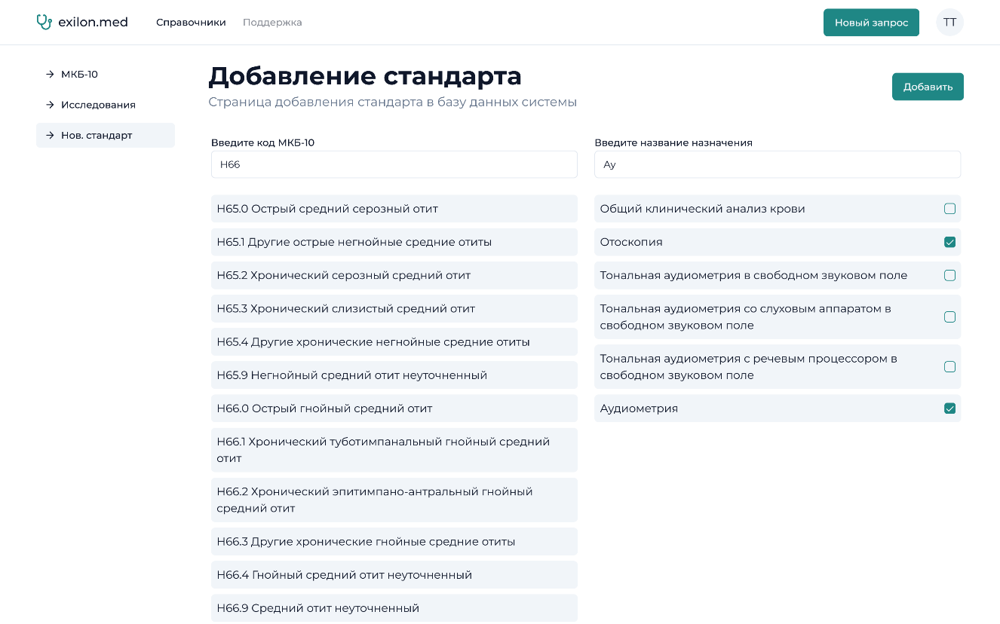 exilon.med
Справочники
Поддержка
Новый запрос
ТТ
МКБ-10
Исследования
Нов. стандарт
Добавление стандарта
Страница добавления стандарта в базу данных системы
Добавить
Введите код МКБ-10
H66
H65.0 Острый средний серозный отит
H65.1 Другие острые негнойные средние отиты
H65.2 Хронический серозный средний отит
H65.3 Хронический слизистый средний отит
H65.4 Другие хронические негнойные средние отиты
H65.9 Негнойный средний отит неуточненный
H66.0 Острый гнойный средний отит
H66.1 Хронический туботимпанальный гнойный средний
отит
H66.2 Хронический эпитимпано-антральный гнойный
средний отит
H66.3 Другие хронические гнойные средние отиты
H66.4 Гнойный средний отит неуточненный
H66.9 Средний отит неуточненный
Введите название назначения
Ау
Общий клинический анализ крови
Отоскопия
Тональная аудиометрия в свободном звуковом поле
Тональная аудиометрия со слуховым аппаратом в
свободном звуковом поле
Тональная аудиометрия с речевым процессором в
свободном звуковом поле
Аудиометрия